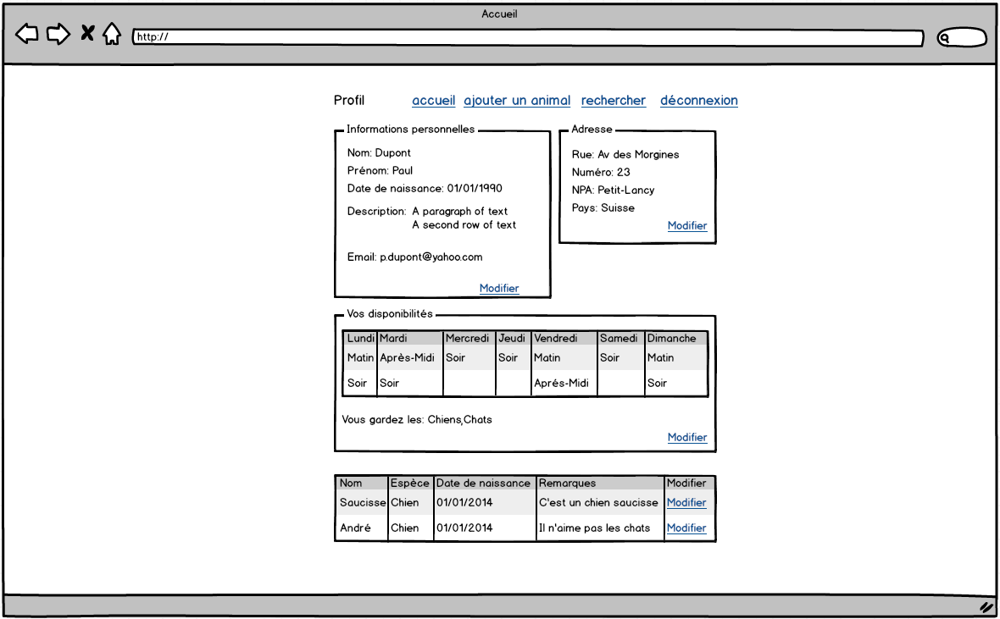 Accueil
http://
Profil accueil ajouter un animal rechercher déconnexion
Informations personnelles
Nom: Dupont
Prénom: Paul
Date de naissance: 01/01/1990
Description: A paragraph of text
A second row of text
Email: p.dupont@yahoo.com
Modifier
Adresse
Rue: Av des Morgines
Numéro: 23
NPA: Petit-Lancy
Pays: Suisse
Modifier
Vos disponibilités
Lundi Mardi Mercredi Jeudi Vendredi Samedi Dimanche
Matin Après-Midi Soir Soir Matin Soir Matin
Soir Soir Aprés-Midi Soir
Vous gardez les: Chiens,Chats
Modifier
Nom Espèce Date de naissance Remarques Modifier
Saucisse Chien 01/01/2014 C'est un chien saucisse Modifier
André Chien 01/01/2014 Il n'aime pas les chats Modifier